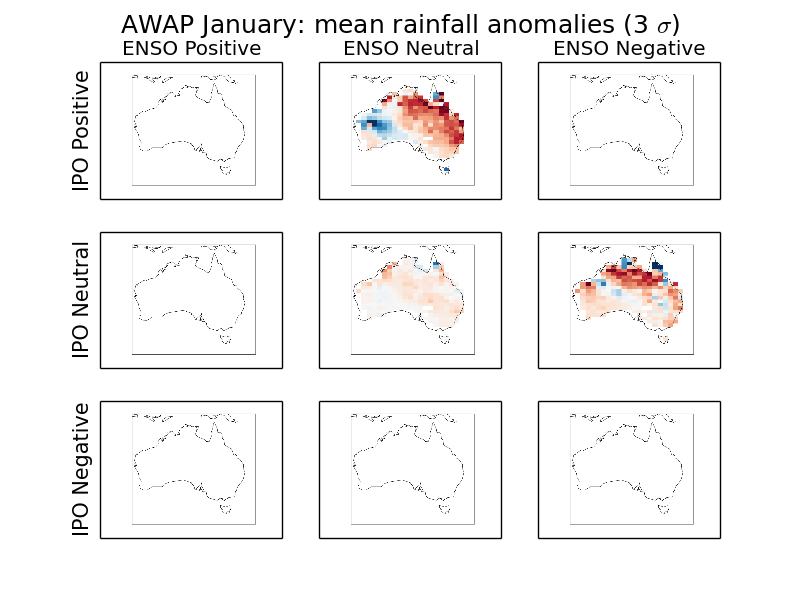 AWAP January: mean rainfall anomalies (3 σ)
ENSO Positive
ENSO Neutral
ENSO Negative
IPO Positive
IPO Neutral
IPO Negative